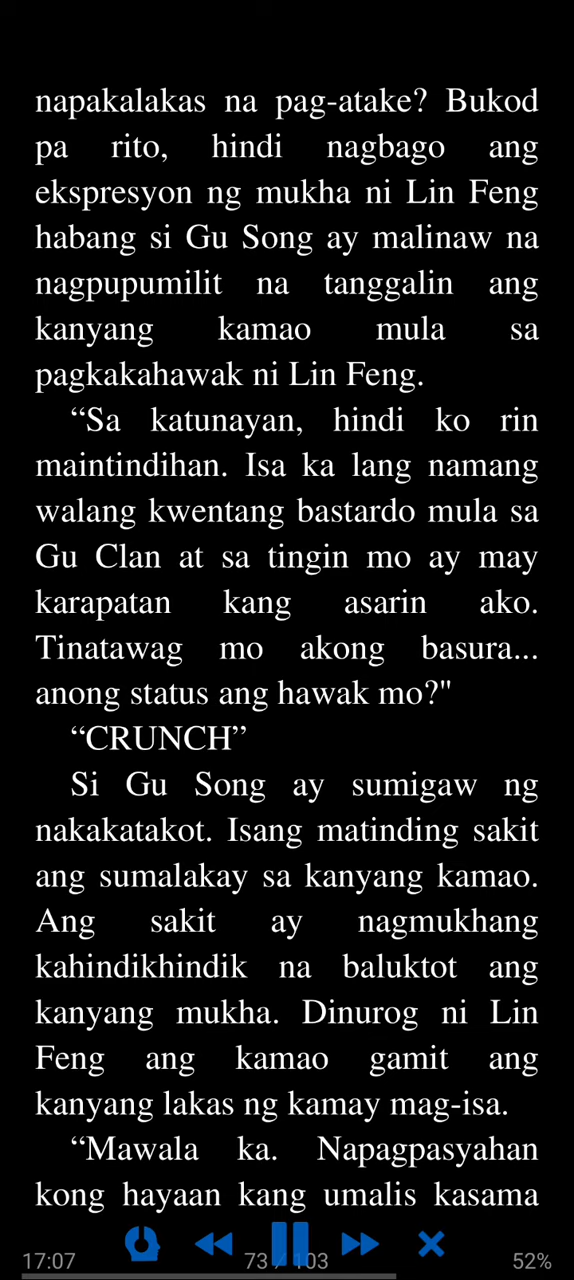 napakalakas na pag-atake? Bukod
pa rito, hindi nagbago ang
ekspresyon ng mukha ni Lin Feng
habang si Gu Song ay malinaw na
nagpupumilit na tanggalin ang
kanyang kamao mula sa
pagkakahawak ni Lin Feng.
“Sa katunayan, hindi ko rin
maintindihan. Isa ka lang namang
walang kwentang bastardo mula sa
Gu Clan at sa tingin mo ay may
karapatan kang asarin ako.
Tinatawag mo akong basura...
anong status ang hawak mo?"
“CRUNCH”
Si Gu Song ay sumigaw ng
nakakatakot. Isang matinding sakit
ang sumalakay sa kanyang kamao.
Ang sakit ay nagmukhang
kahindikhindik na baluktot ang
kanyang mukha. Dinurog ni Lin
Feng ang kamao gamit ang
kanyang lakas ng kamay mag-isa.
“Mawala ka. Napagpasyahan
kong hayaan kang umalis kasama
17:07 73 / 103 52%